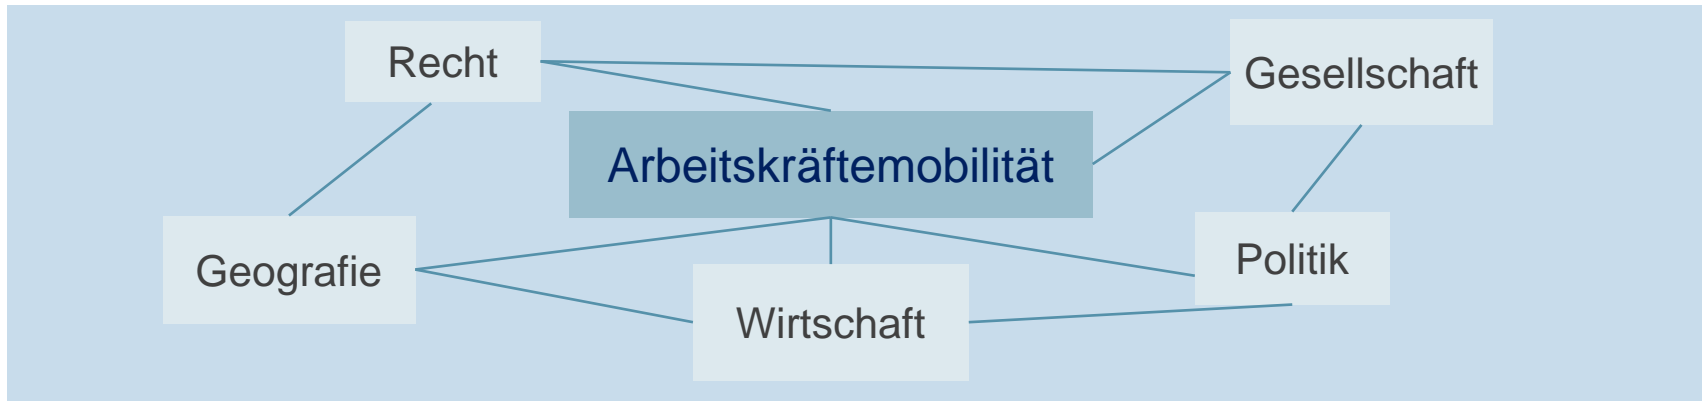 Recht
Gesellschaft
Arbeitskräftemobilität
Geografie
Politik
Wirtschaft